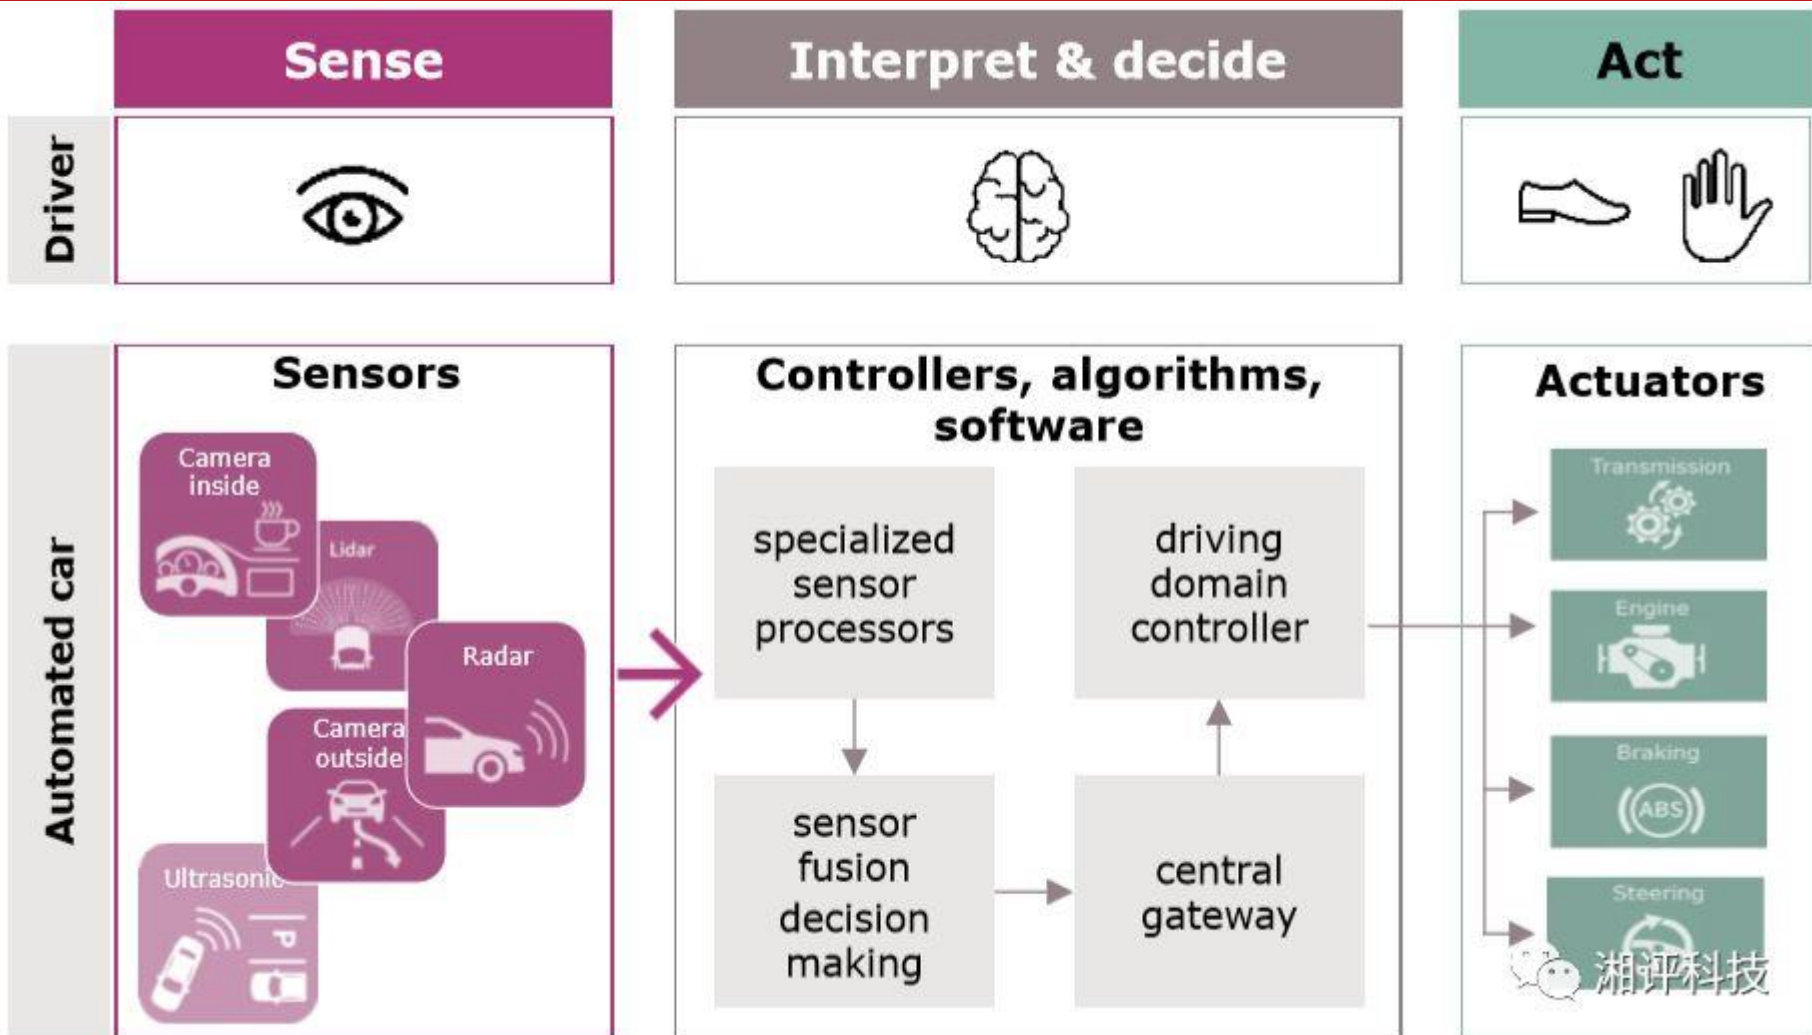 Sense
Interpret & decide
Act
Driver
Automated car
Sensors
Camera
inside
Lidar
Radar
Camera
outside
Ultrasonic
P
Controllers, algorithms,
software
specialized
sensor
processors
driving
domain
controller
sensor
fusion
decision
making
central
gateway
Actuators
Transmission
Engine
Braking
ABS
Steering
湘评科技